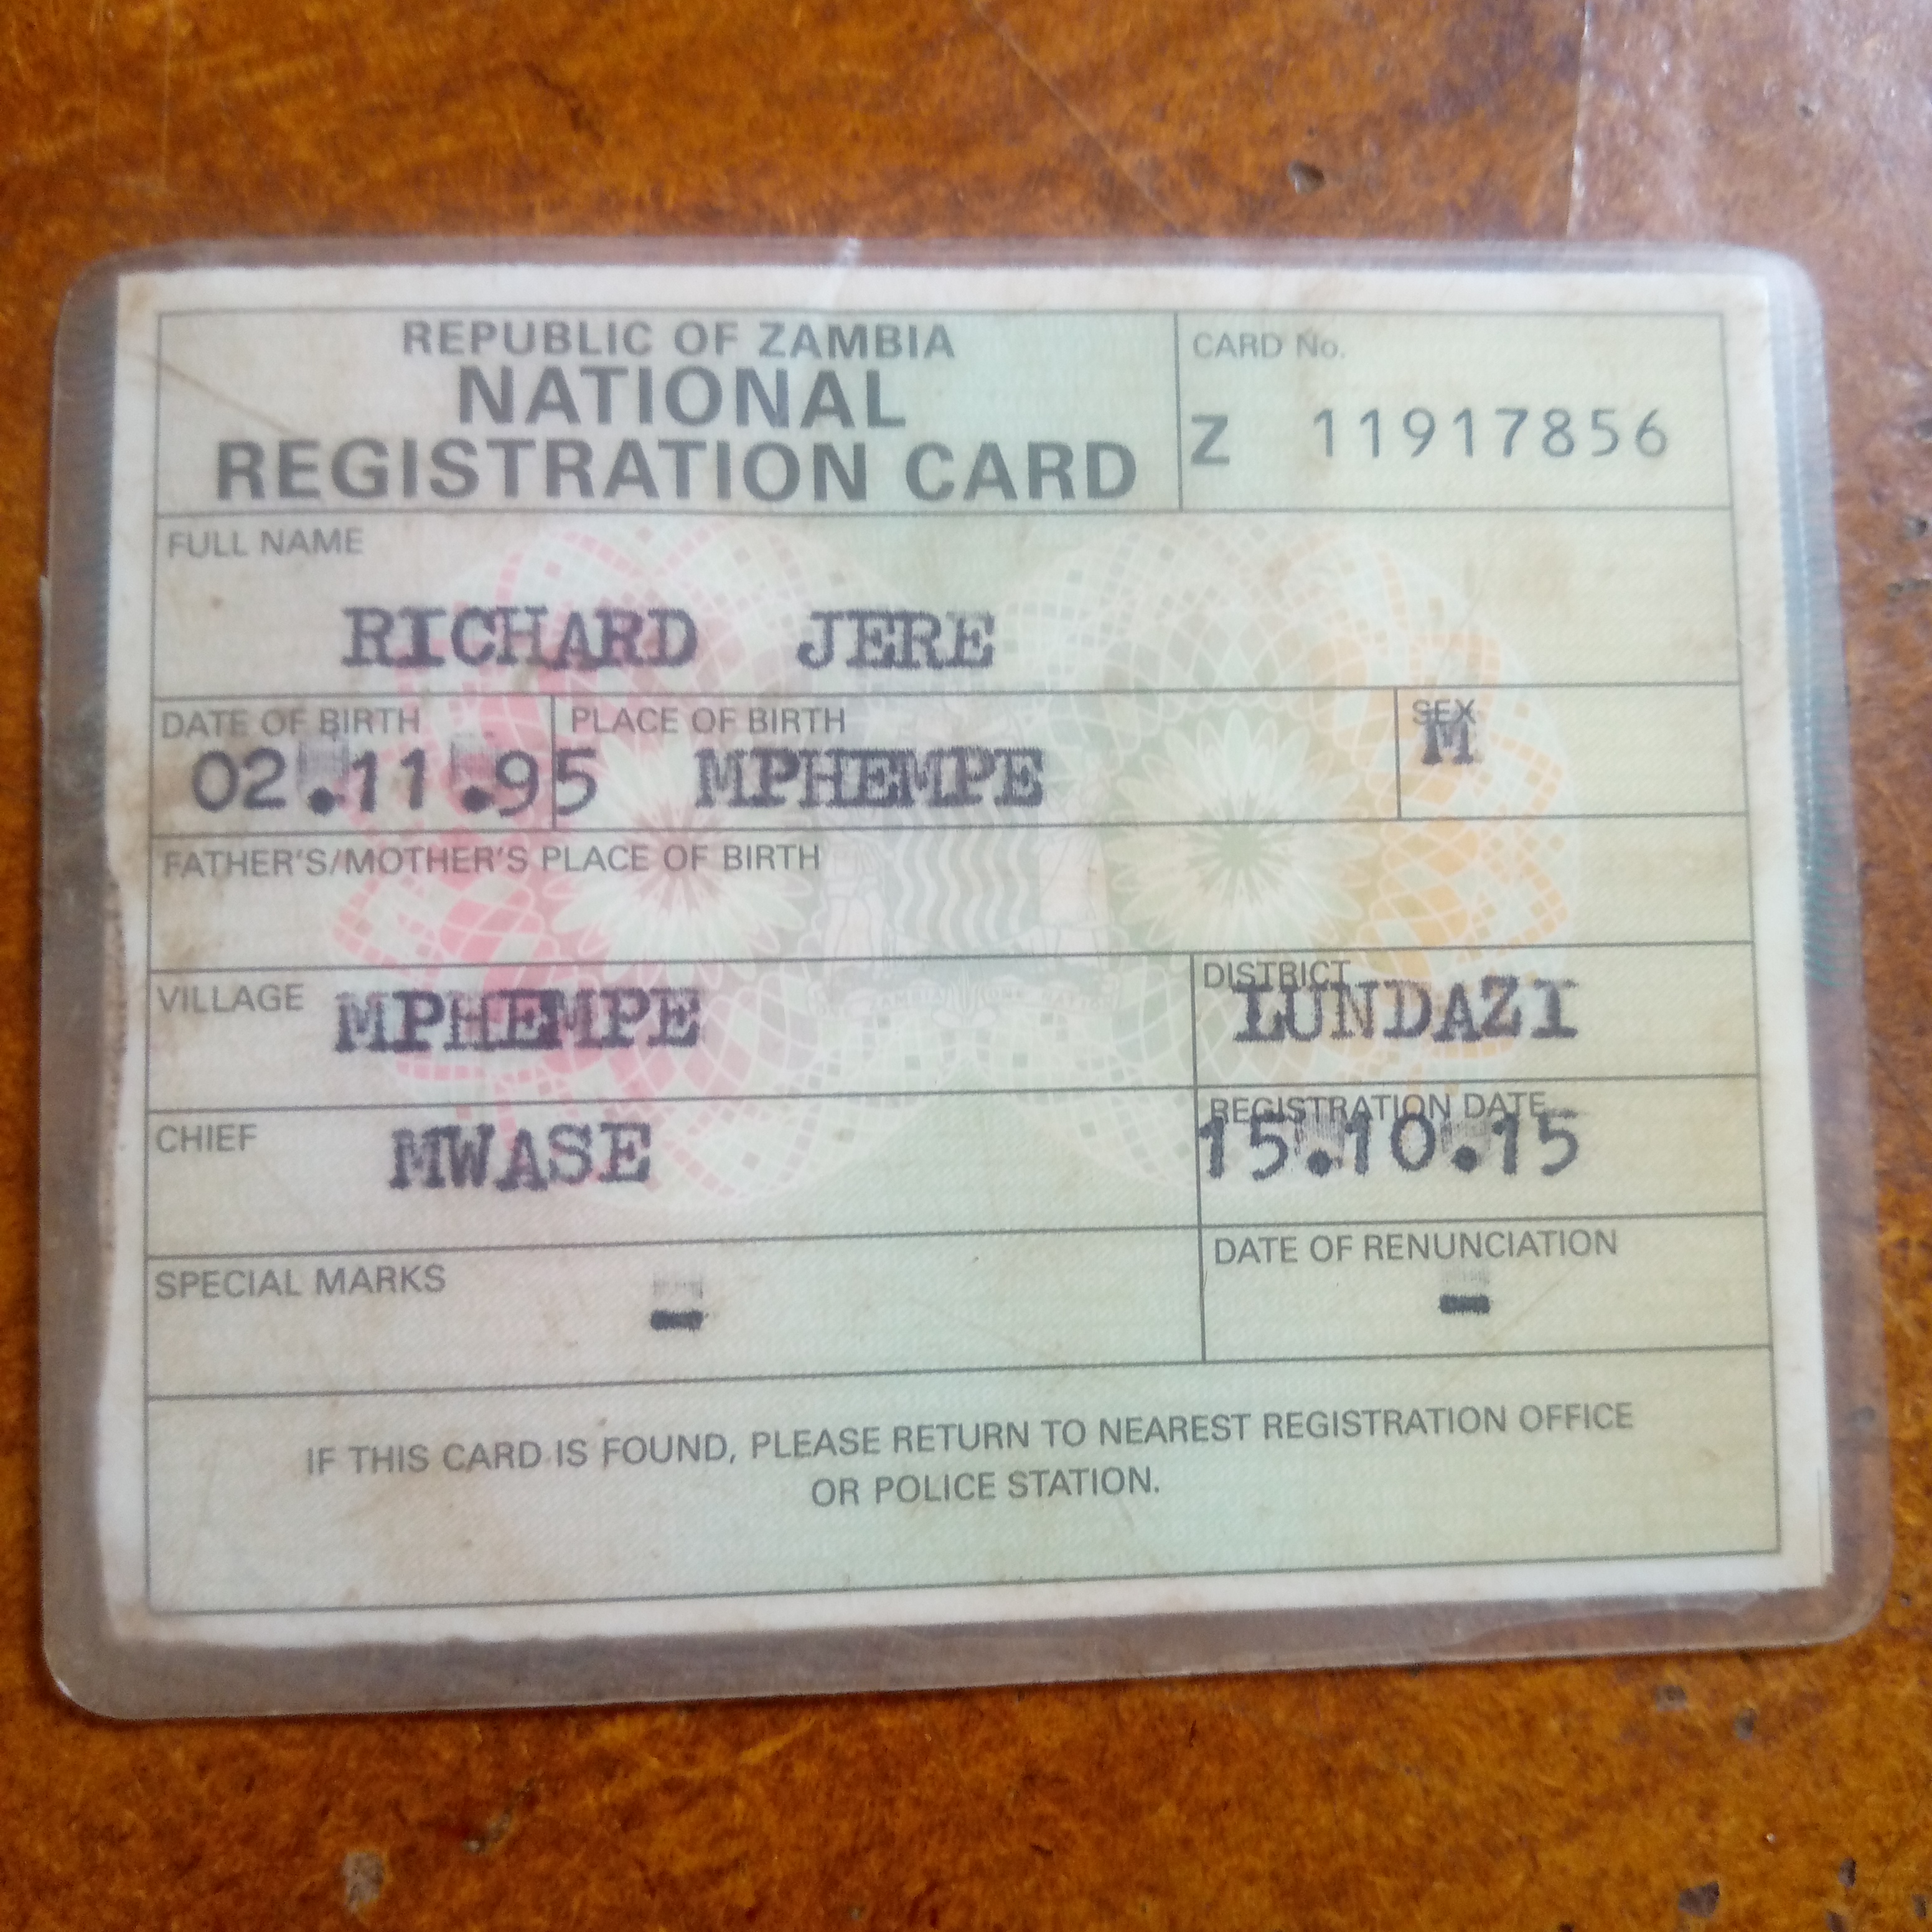 REPUBLIC OF ZAMBIA
NATIONAL
REGISTRATION CARD
CARD No.
Z 11917856
FULL NAME
RICHARD JERE
DATE OF BIRTH
02.11.95
PLACE OF BIRTH
MPHEMPE
SEX
M
FATHER'S/MOTHER'S PLACE OF BIRTH
VILLAGE MPHEMPE
DISTRICT
LUNDAZI
CHIEF MWASE
REGISTRATION DATE
15.10.15
SPECIAL MARKS -
DATE OF RENUNCIATION
-
IF THIS CARD IS FOUND, PLEASE RETURN TO NEAREST REGISTRATION OFFICE
OR POLICE STATION.